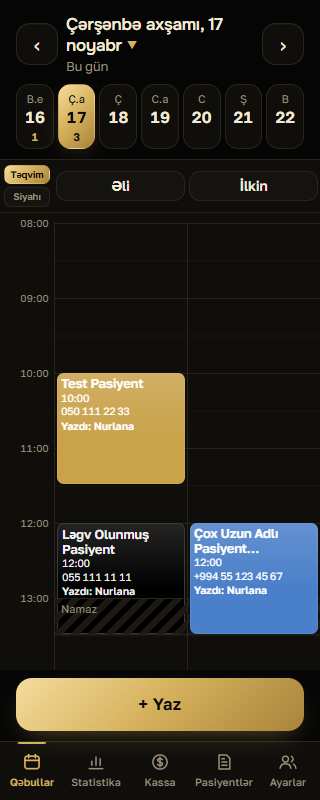 Çərşənbə axşamı, 17
noyabr ▼
Bu gün
‹
›
B.e
16
1
Ç.a
17
3
Ç
18
C.a
19
C
20
Ş
21
B
22
Təqvim
Siyahı
Əli
İlkin
08:00
09:00
10:00
Test Pasiyent
10:00
050 111 22 33
Yazdı: Nurlana
11:00
12:00
Ləğv Olunmuş
Pasiyent
12:00
055 111 11 11
Yazdı: Nurlana
Çox Uzun Adlı
Pasiyent...
12:00
+994 55 123 45 67
Yazdı: Nurlana
13:00
Namaz
+ Yaz
Qəbullar
Statistika
Kassa
Pasiyentlər
Ayarlar